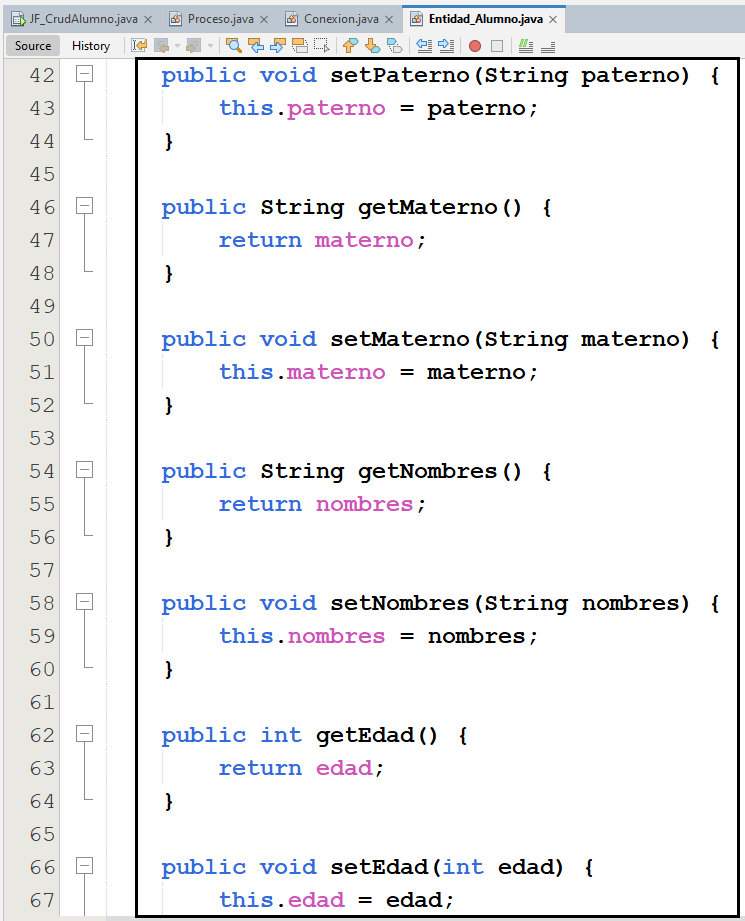 JF_CrudAlumno.java Proceso.java Conexion.java Entidad_Alumno.java
Source History
42 public void setPaterno(String paterno) {
43 this.paterno = paterno;
44 }
45
46 public String getMaterno() {
47 return materno;
48 }
49
50 public void setMaterno(String materno) {
51 this.materno = materno;
52 }
53
54 public String getNombres() {
55 return nombres;
56 }
57
58 public void setNombres(String nombres) {
59 this.nombres = nombres;
60 }
61
62 public int getEdad() {
63 return edad;
64 }
65
66 public void setEdad(int edad) {
67 this.edad = edad;